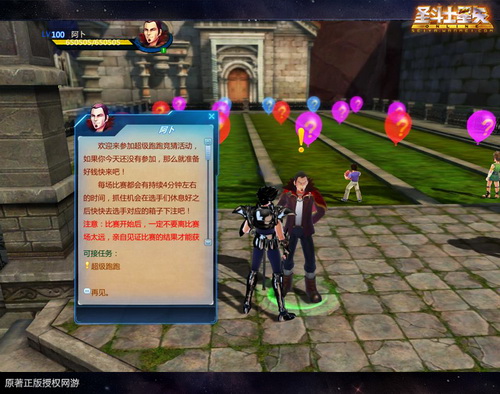 圣斗士星矢
ONLINE
100 阿卜
650505/650505
阿卜
欢迎来参加超级跑跑竞猜活动,
如果你今天还没有参加,那么就准备
好钱快来吧!
每场比赛都会有持续4分钟左右
的时间,抓住机会在选手们休息好之
后快快去选手对应的箱子下注吧!
注意:比赛开始后,一定不要离比赛
场太远,亲自见证比赛的结果才能获
可接任务:
超级跑跑
再见。
原著正版授权网游